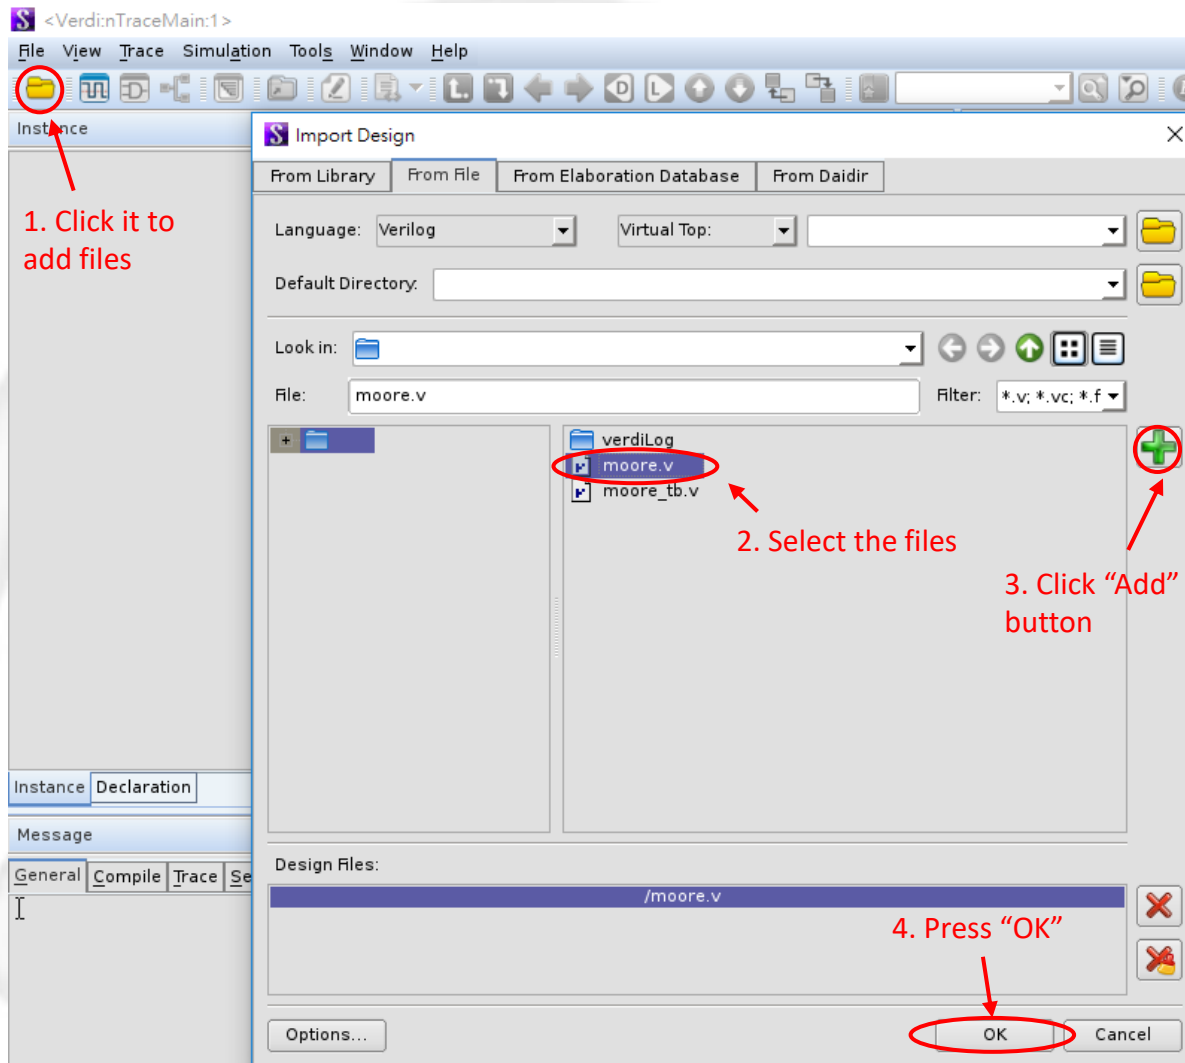 <Verdi:nTraceMain:1>
File View Trace Simulation Tools Window Help
Instance
Import Design
From Library From File From Elaboration Database From Daidir
1. Click it to
add files
Language: Verilog Virtual Top:
Default Directory:
Look in:
File: moore.v Filter: *.v; *.vc; *.f
verdiLog
moore.v
moore_tb.v
2. Select the files
3. Click “Add”
button
Instance Declaration
Message
General Compile Trace Se
Design Files:
/moore.v
4. Press “OK”
Options... OK Cancel